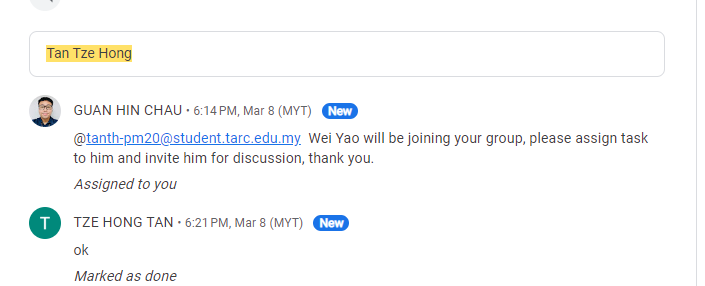 Tan Tze Hong
GUAN HIN CHAU • 6:14 PM, Mar 8 (MYT) New
@tanth-pm20@student.tarc.edu.my Wei Yao will be joining your group, please assign task
to him and invite him for discussion, thank you.
Assigned to you
T
TZE HONG TAN • 6:21 PM, Mar 8 (MYT) New
ok
Marked as done